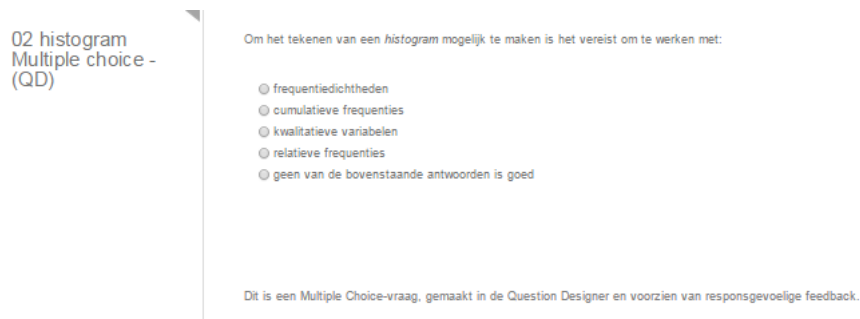 02 histogram
Multiple choice -
(QD)
Om het tekenen van een histogram mogelijk te maken is het vereist om te werken met:
frequentiedichtheden
cumulatieve frequenties
kwalitatieve variabelen
relatieve frequenties
geen van de bovenstaande antwoorden is goed
Dit is een Multiple Choice-vraag, gemaakt in de Question Designer en voorzien van responsgevoelige feedback.